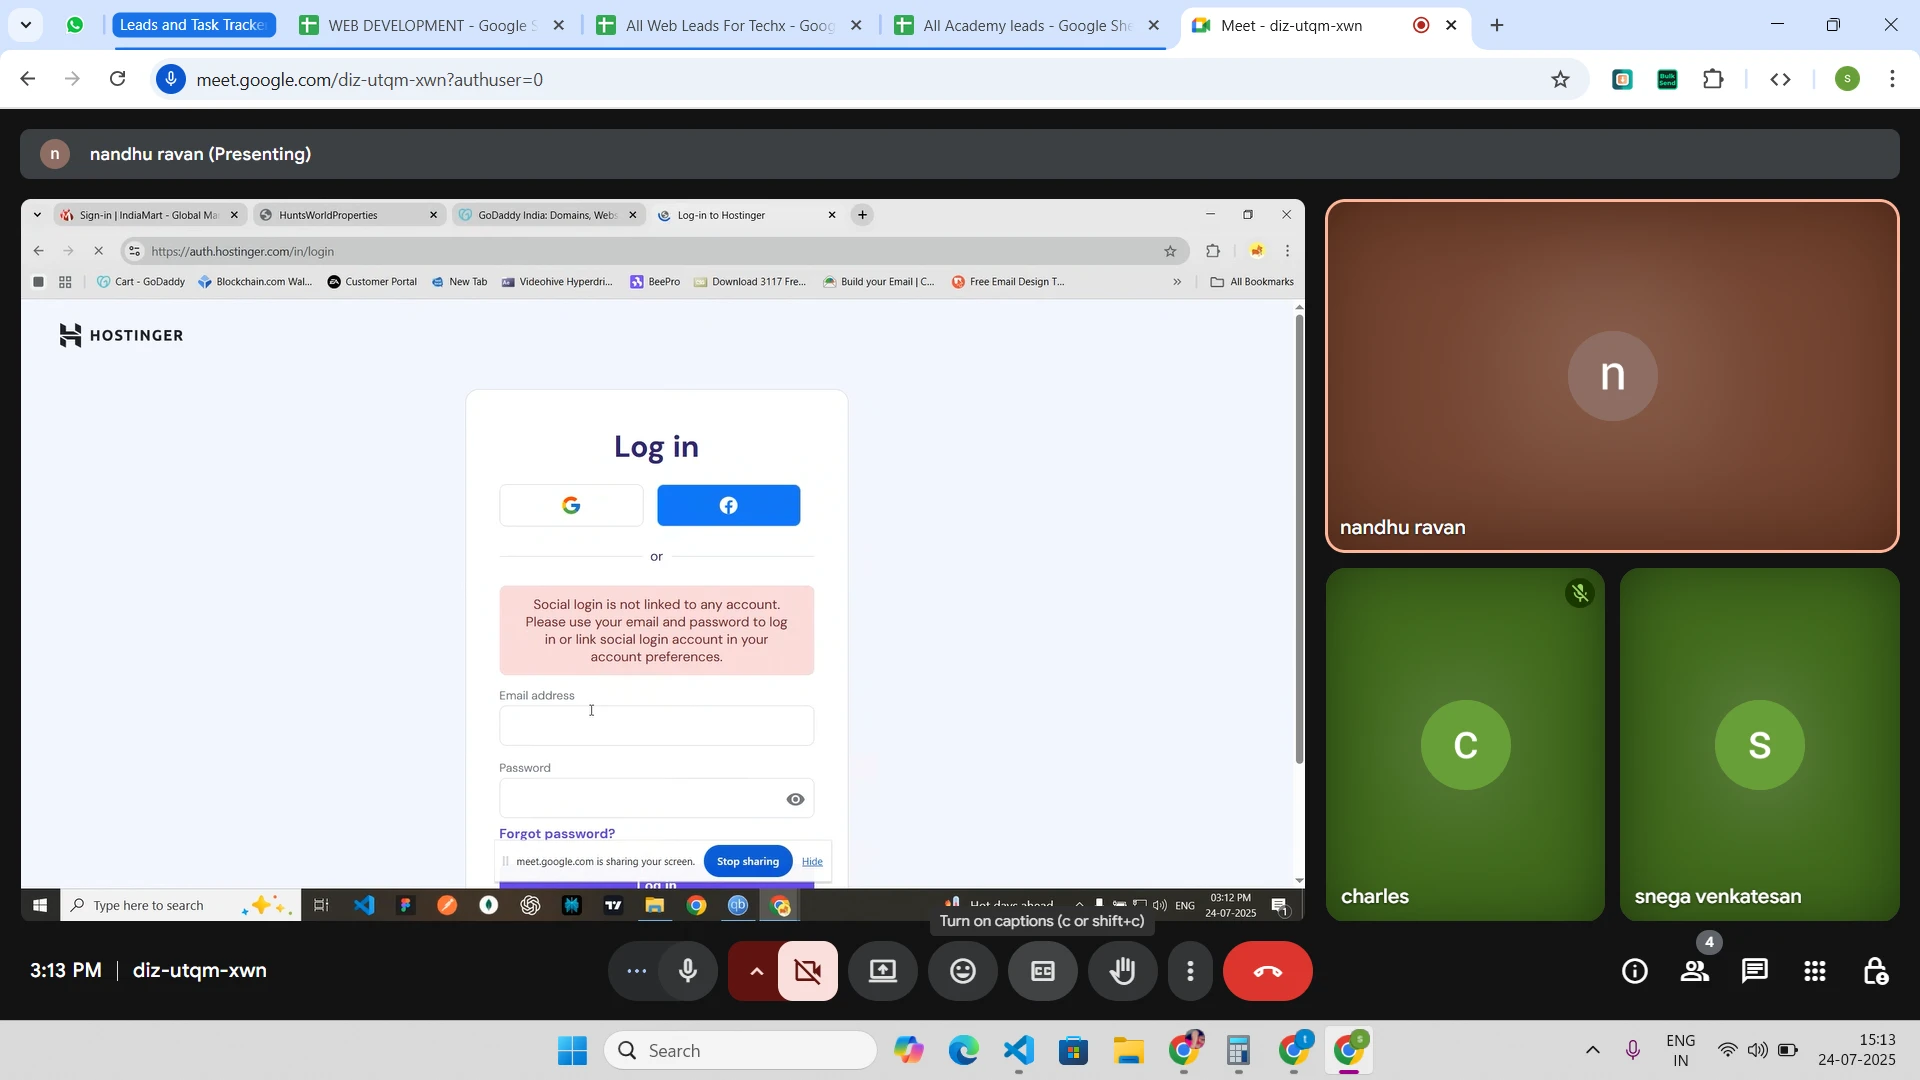 Leads and Task Tracke
WEB DEVELOPMENT - Google S
All Web Leads For Techx - Goog
All Academy leads - Google She
Meet - diz-utqm-xwn
meet.google.com/diz-utqm-xwn?authuser=0
Bulk Send
S
n
nandhu ravan (Presenting)
Sign-in | IndiaMart - Global Ma
HuntsWorldProperties
GoDaddy India: Domains, Webs
Log-in to Hostinger
https://auth.hostinger.com/in/login
Cart - GoDaddy
Blockchain.com Wal...
Customer Portal
New Tab
Videohive Hyperdri...
BeePro
Download 3117 Fre...
Build your Email | C...
Free Email Design T...
All Bookmarks
HOSTINGER
Log in
or
Social login is not linked to any account.
Please use your email and password to log
in or link social login account in your
account preferences.
Email address
Password
Forgot password?
meet.google.com is sharing your screen.
Stop sharing
Hide
Log in
Type here to search
Hot days ahead
ENG
03:12 PM
24-07-2025
1
Turn on captions (c or shift+c)
n
nandhu ravan
c
charles
s
snega venkatesan
3:13 PM
diz-utqm-xwn
4
Search
ENG
IN
15:13
24-07-2025